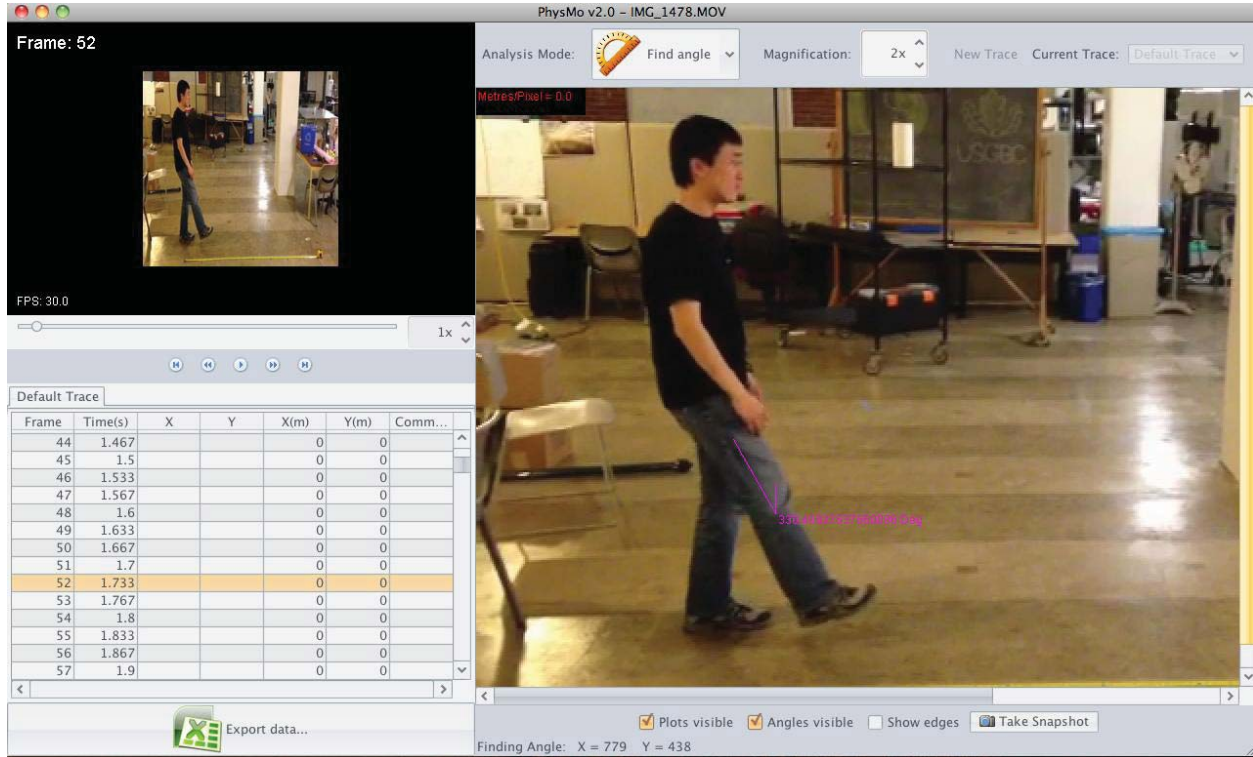 PhysMo v2.0 – IMG_1478.MOV
Frame: 52
FPS: 30.0
1x
Default Trace
Frame Time(s) X Y X(m) Y(m) Comm...
44 1.467 0 0
45 1.5 0 0
46 1.533 0 0
47 1.567 0 0
48 1.6 0 0
49 1.633 0 0
50 1.667 0 0
51 1.7 0 0
52 1.733 0 0
53 1.767 0 0
54 1.8 0 0
55 1.833 0 0
56 1.867 0 0
57 1.9 0 0
Export data...
Analysis Mode: Find angle Magnification: 2x New Trace Current Trace: Default Trace
Metres/Pixel = 0.0
USGBC
Deg
Plots visible Angles visible Show edges Take Snapshot
Finding Angle: X = 779 Y = 438